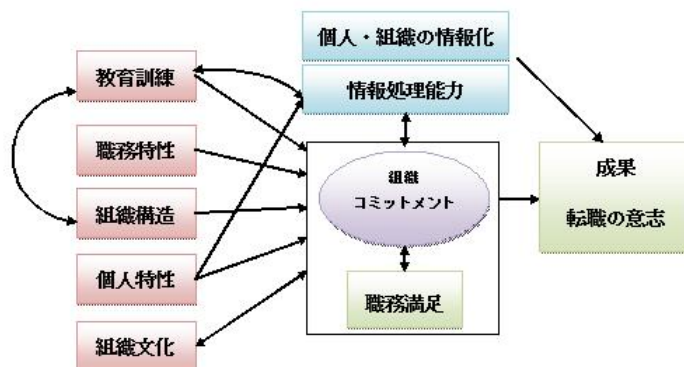 個人・組織の情報化
教育訓練
情報処理能力
職務特性
組織
コミットメント
成果
転職の意志
組織構造
個人特性
職務満足
組織文化